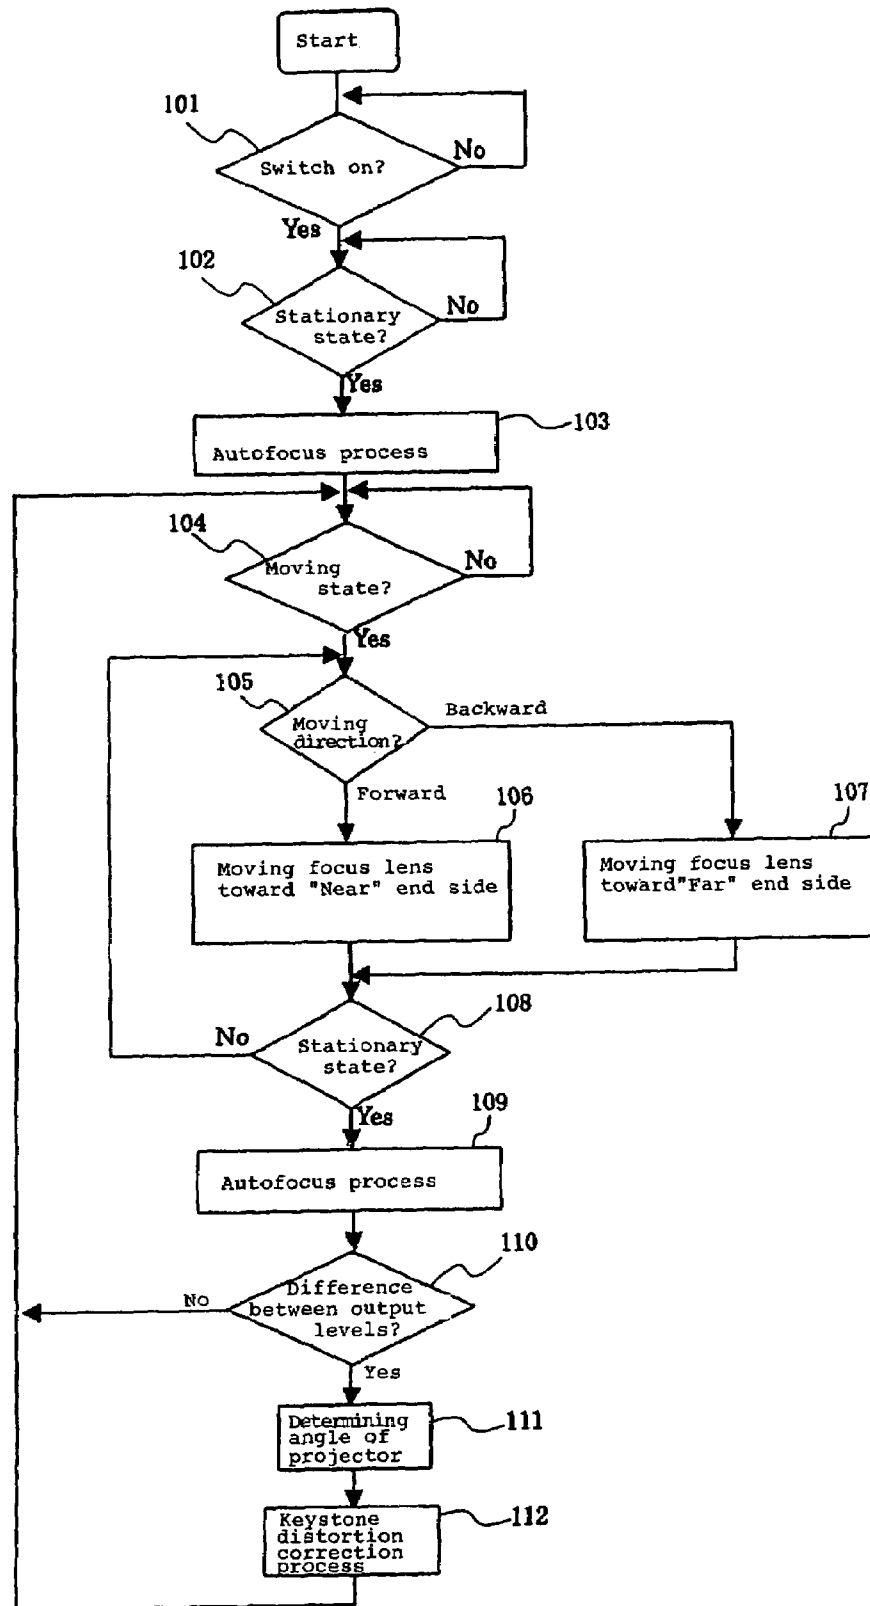 Start
101
Switch on?
No
Yes
102
Stationary
state?
No
Yes
103
Autofocus process
104
Moving
state?
No
Yes
105
Moving
direction?
Backward
Forward
106
107
Moving focus lens
toward "Near" end side
Moving focus lens
toward"Far" end side
108
No
Stationary
state?
Yes
109
Autofocus process
110
Difference
between output
levels?
No
Yes
Determining
angle of
projector
111
Keystone
distortion
correction
process
112